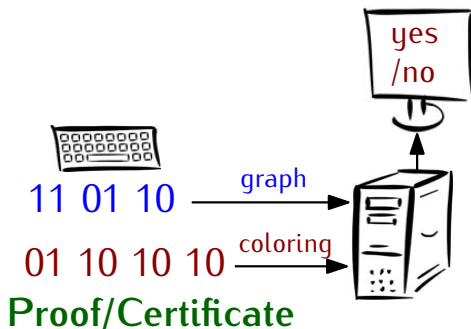 yes
/no
11 01 10
graph
01 10 10 10
coloring
Proof/Certificate